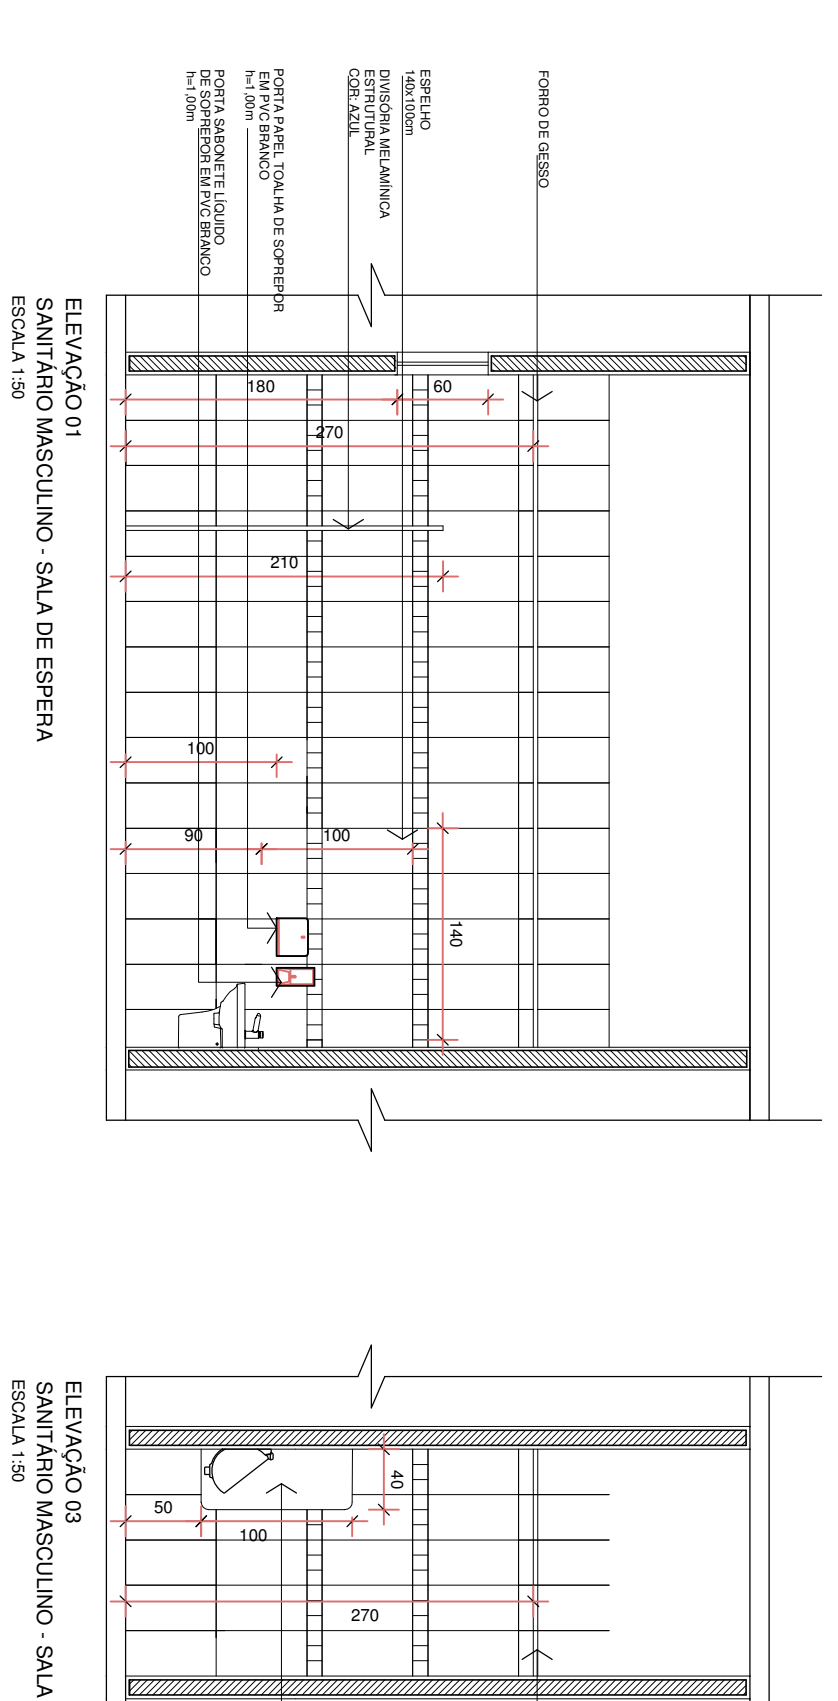 FORRO DE GESSO
ESPELHO
140x100cm
DIVISÓRIA MELAMÍNICA
ESTRUTURAL
COR: AZUL
PORTA PAPEL TOALHA DE SOPREPOR
EM PVC BRANCO
h=1,00m
PORTA SABONETE LÍQUIDO
DE SOPREPOR EM PVC BRANCO
h=1,00m
180
60
270
210
100
90
100
140
ELEVAÇÃO 01
SANITÁRIO MASCULINO - SALA DE ESPERA
ESCALA 1:50
40
50
100
270
ELEVAÇÃO 03
SANITÁRIO MASCULINO - SALA
ESCALA 1:50